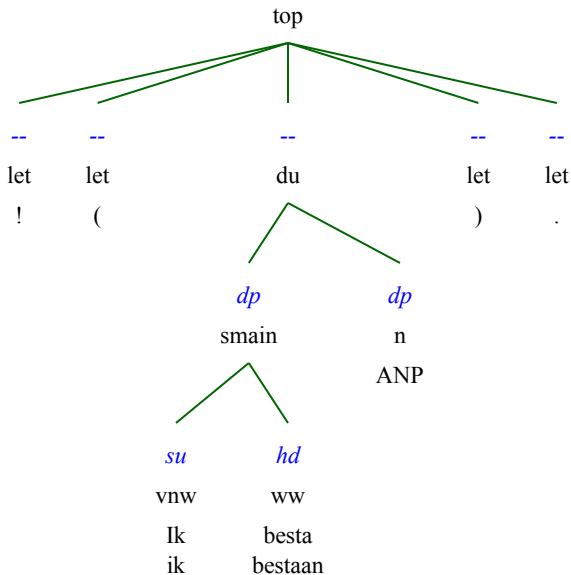 top
-- -- -- -- --
let let du let let
! ( ) .
dp dp
smain n
ANP
su hd
vnw ww
Ik besta
ik bestaan